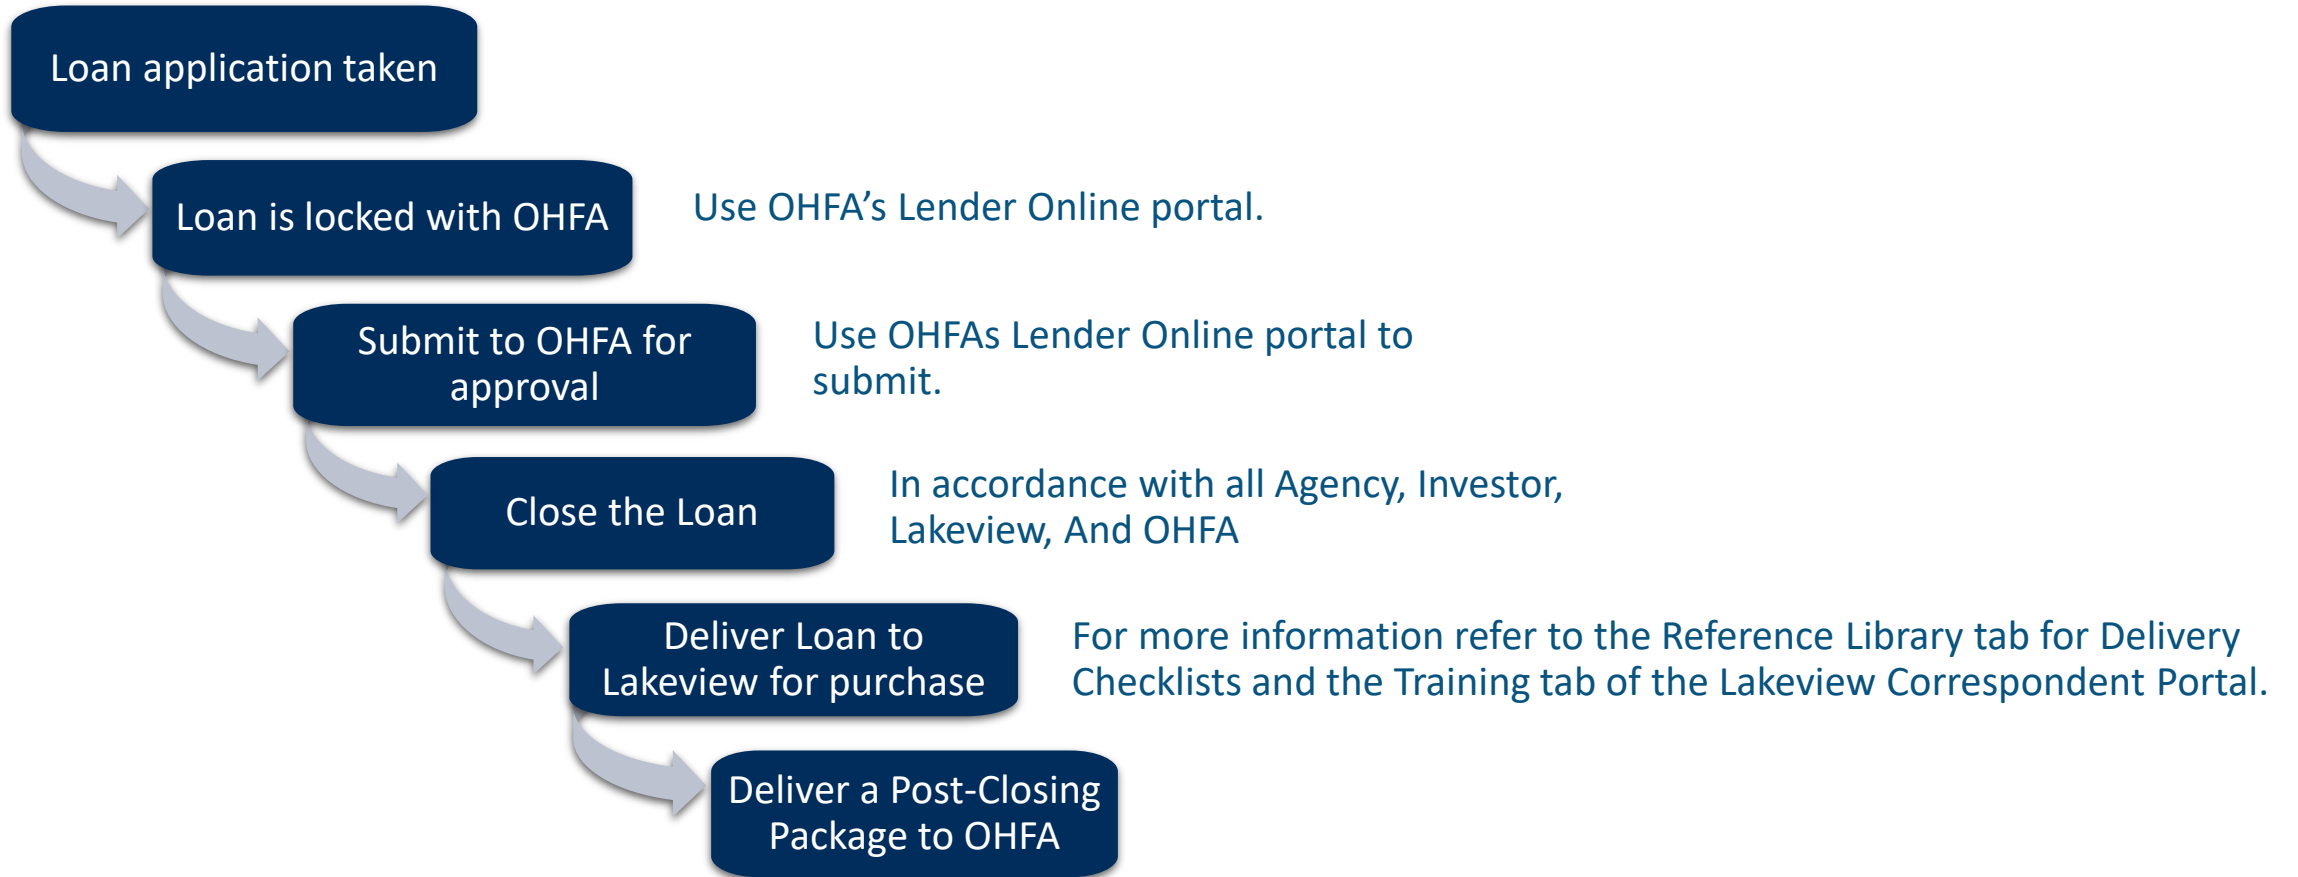 Loan application taken
Loan is locked with OHFA
Use OHFA’s Lender Online portal.
Submit to OHFA for
approval
Use OHFAs Lender Online portal to
submit.
Close the Loan
In accordance with all Agency, Investor,
Lakeview, And OHFA
Deliver Loan to
Lakeview for purchase
For more information refer to the Reference Library tab for Delivery
Checklists and the Training tab of the Lakeview Correspondent Portal.
Deliver a Post-Closing
Package to OHFA